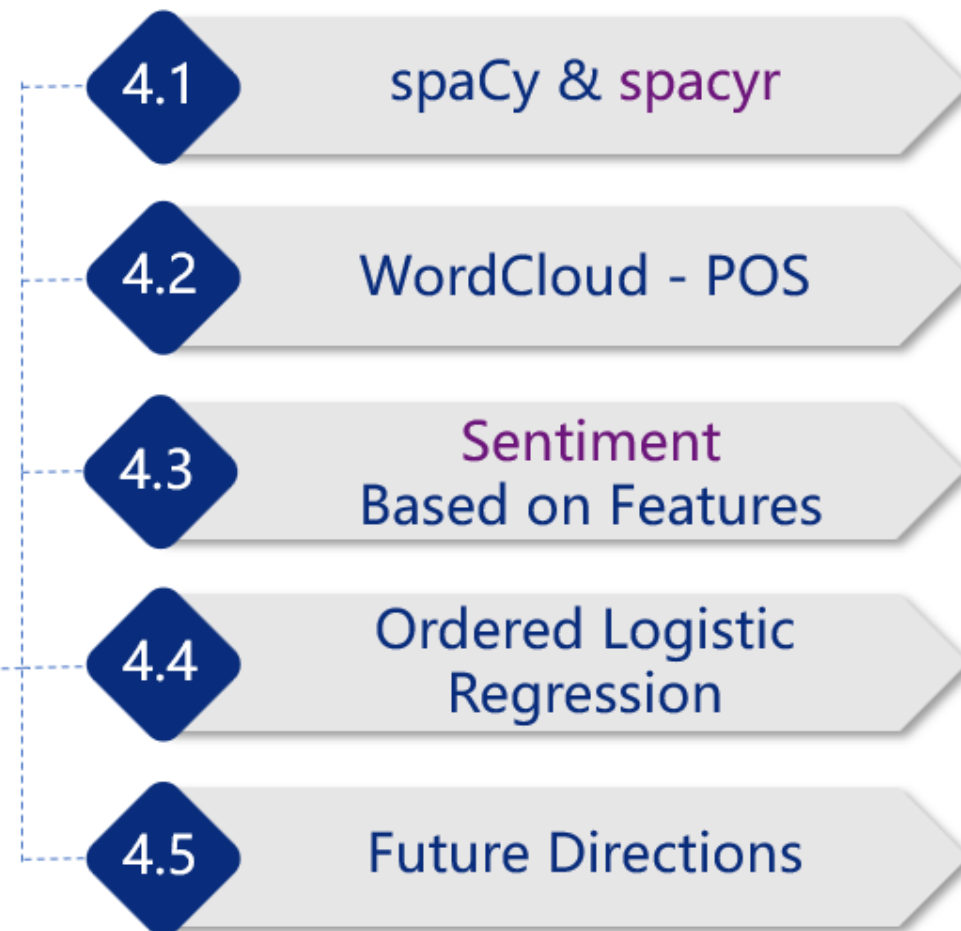 4.1
spaCy & spacyr
4.2
WordCloud - POS
4.3
Sentiment
Based on Features
4.4
Ordered Logistic
Regression
4.5
Future Directions